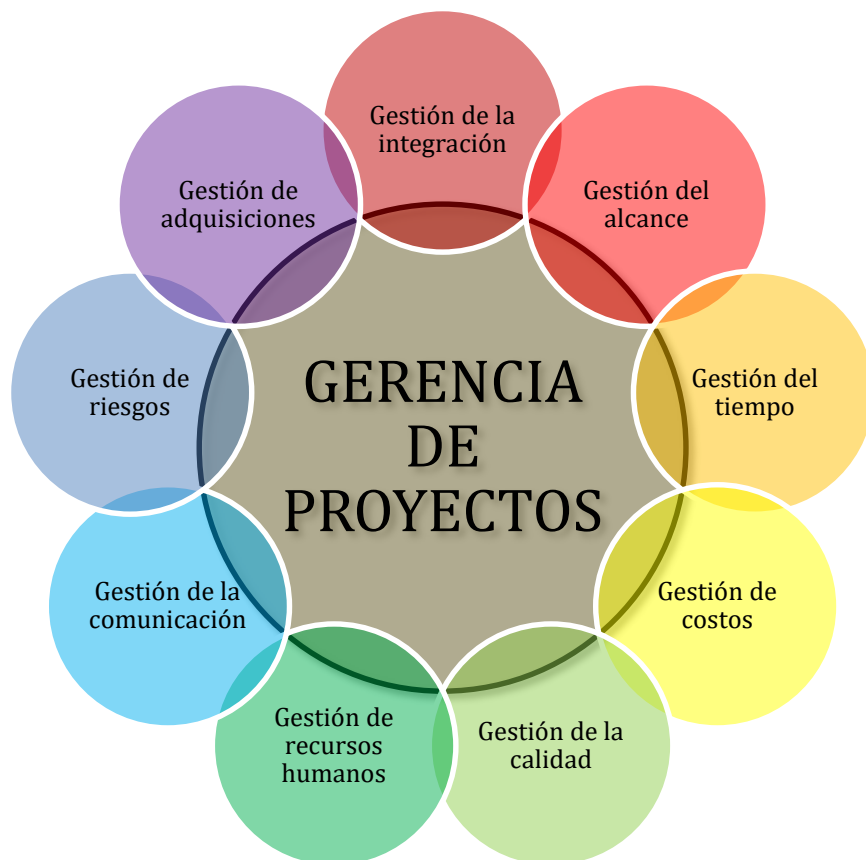 Gestión de la
integración
Gestión del
alcance
Gestión del
tiempo
Gestión de
costos
Gestión de la
calidad
Gestión de
recursos
humanos
Gestión de la
comunicación
Gestión de
riesgos
Gestión de
adquisiciones
GERENCIA
DE
PROYECTOS